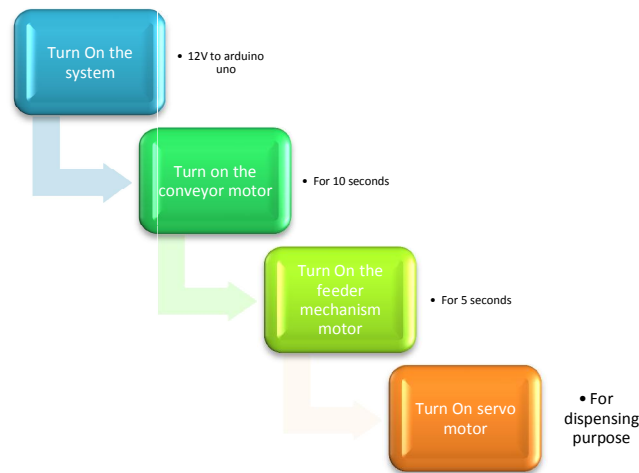 Turn On the
system
• 12V to arduino
uno
Turn on the
conveyor motor
• For 10 seconds
Turn On the
feeder
mechanism
motor
• For 5 seconds
Turn On servo
motor
• For
dispensing
purpose